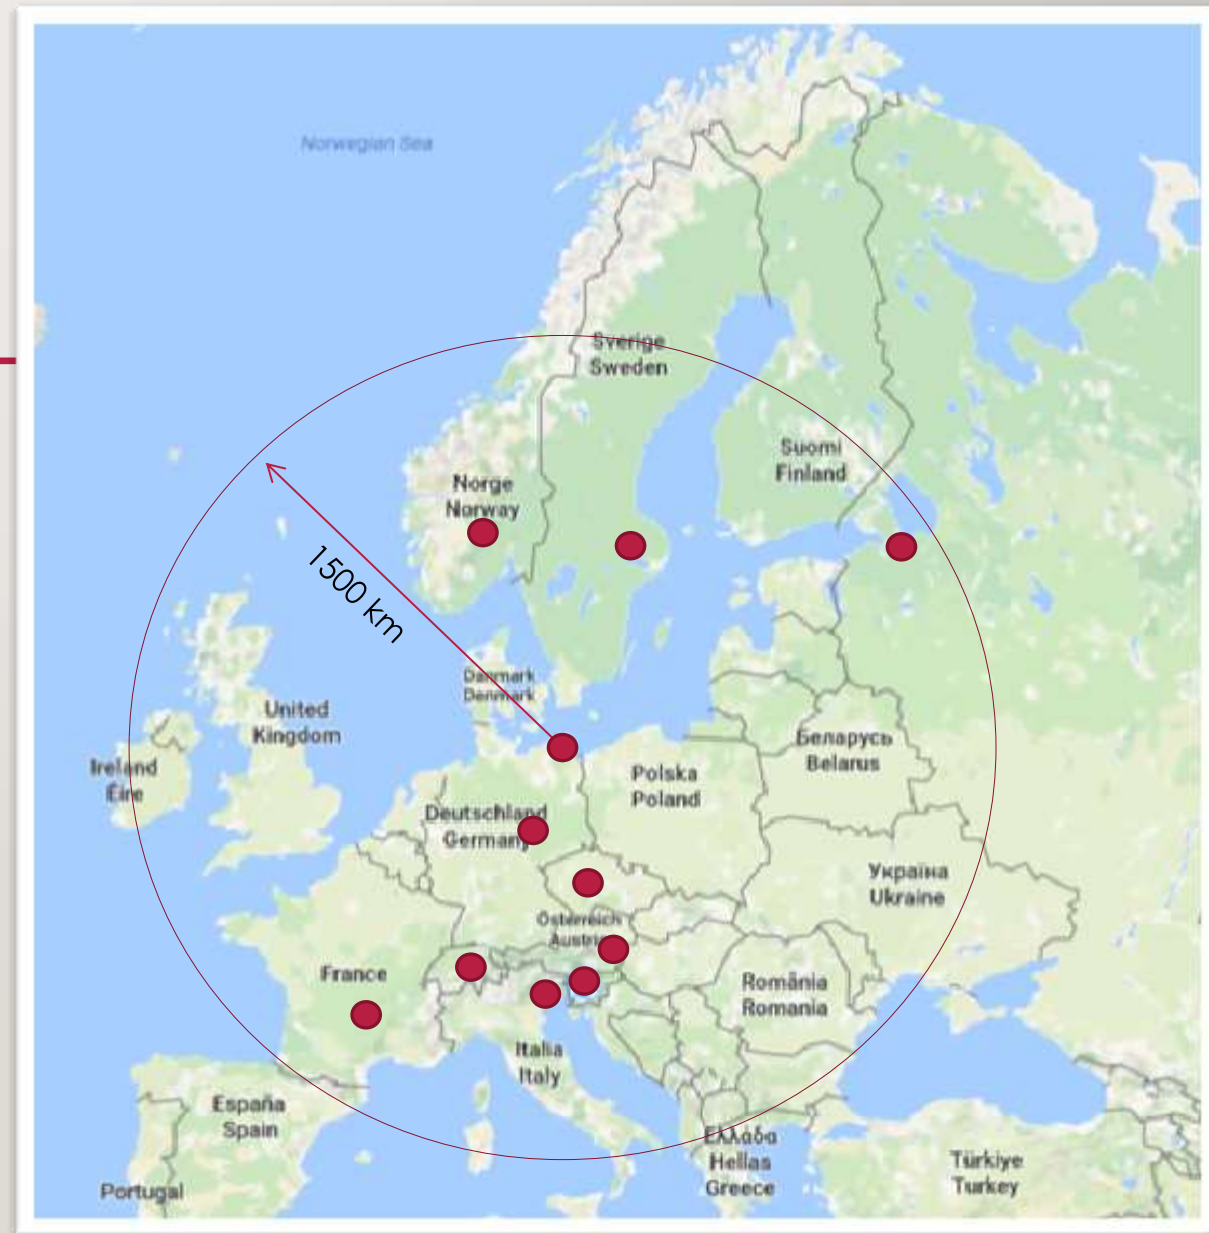 Norwegian Sea
Sverige
Sweden
Suomi
Finland
Norge
Norway
1500 km
Danmark
Denmark
United
Kingdom
Ireland
Éire
Беларусь
Belarus
Polska
Poland
Deutschland
Germany
Україна
Ukraine
Österreich
Austria
France
România
Romania
Italia
Italy
España
Spain
Ελλάδα
Hellas
Greece
Türkiye
Turkey
Portugal